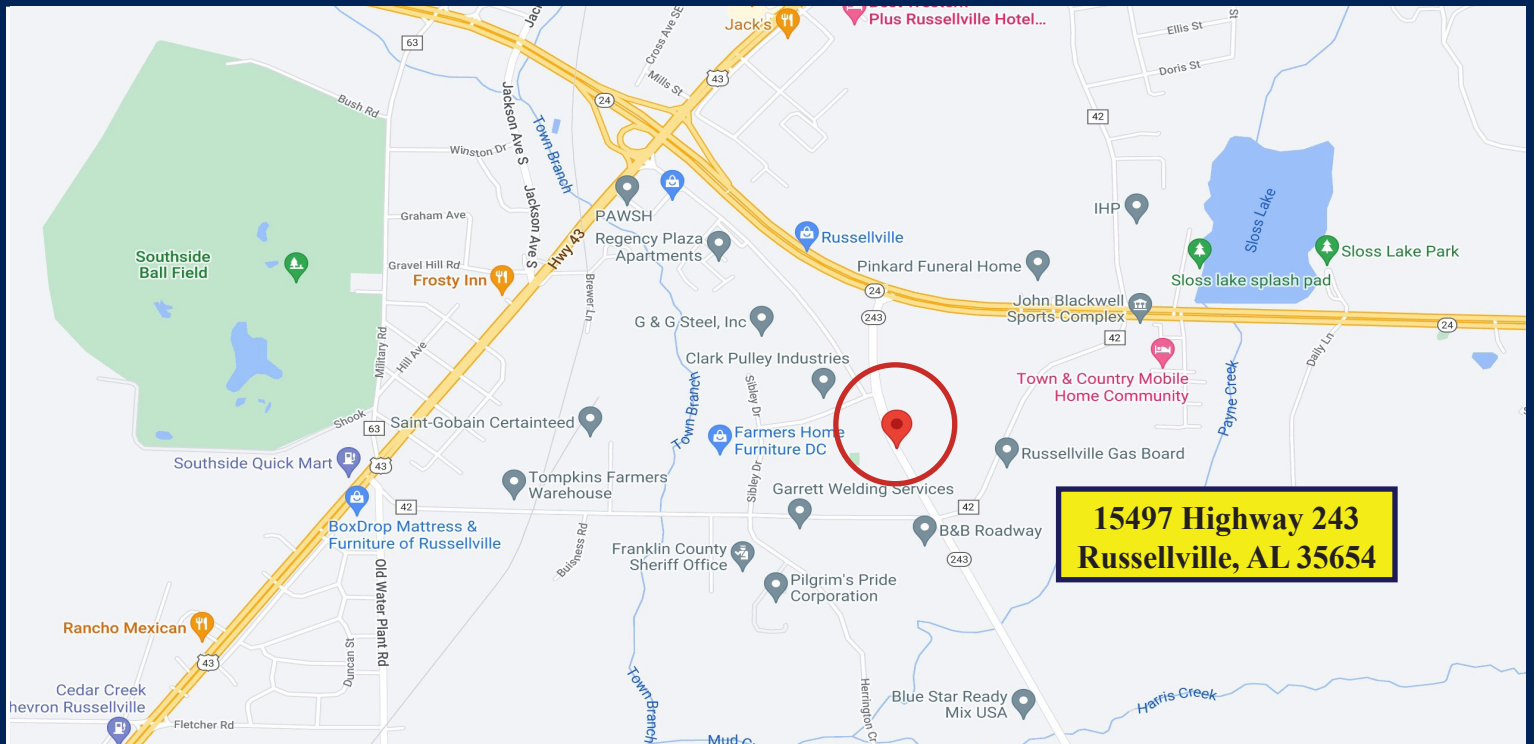 Jack's
Plus Russellville Hotel...
Ellis St
St
63
Cross Ave SE
43
Mills St
Doris St
Bush Rd
24
Jackson Ave S
Town Branch
42
Winston Dr
Jackson Ave S
PAWSH
IHP
Sloss Lake
Graham Ave
Hwy 43
Regency Plaza
Apartments
Russellville
Southside
Ball Field
Gravel Hill Rd
Frosty Inn
Pinkard Funeral Home
Sloss Lake Park
Sloss lake splash pad
Brewer Ln
24
John Blackwell
Sports Complex
243
G & G Steel, Inc
24
42
Military Rd
Hill Ave
Clark Pulley Industries
Daily Ln
Town & Country Mobile
Home Community
Payne Creek
Town Branch
Sibley Dr
Shook
63
Saint-Gobain Certainteed
Farmers Home
Furniture DC
Russellville Gas Board
Southside Quick Mart
43
Tompkins Farmers
Warehouse
Sibley Dr
Garrett Welding Services
42
42
15497 Highway 243
Russellville, AL 35654
BoxDrop Mattress &
Furniture of Russellville
B&B Roadway
Buisness Rd
Franklin County
Sheriff Office
243
Old Water Plant Rd
Pilgrim's Pride
Corporation
Rancho Mexican
43
Duncan St
Cedar Creek
hevron Russellville
Town Branch
Herrington Cr
Blue Star Ready
Mix USA
Harris Creek
Fletcher Rd